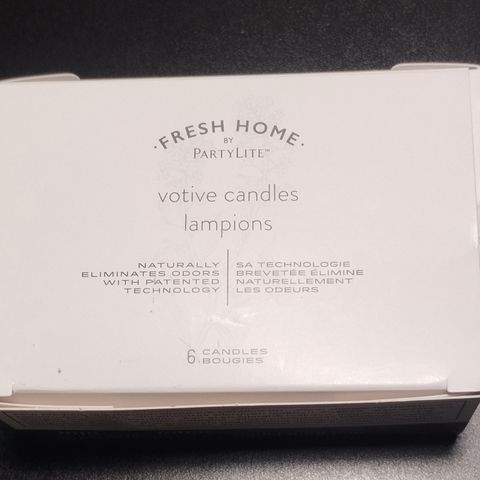 ·FRESH HOME·
BY
PARTYLITE™
votive candles
lampions
NATURALLY
ELIMINATES ODORS
WITH PATENTED
TECHNOLOGY
SA TECHNOLOGIE
BREVETÉE ÉLIMINE
NATURELLEMENT
LES ODEURS
6 CANDLES
BOUGIES